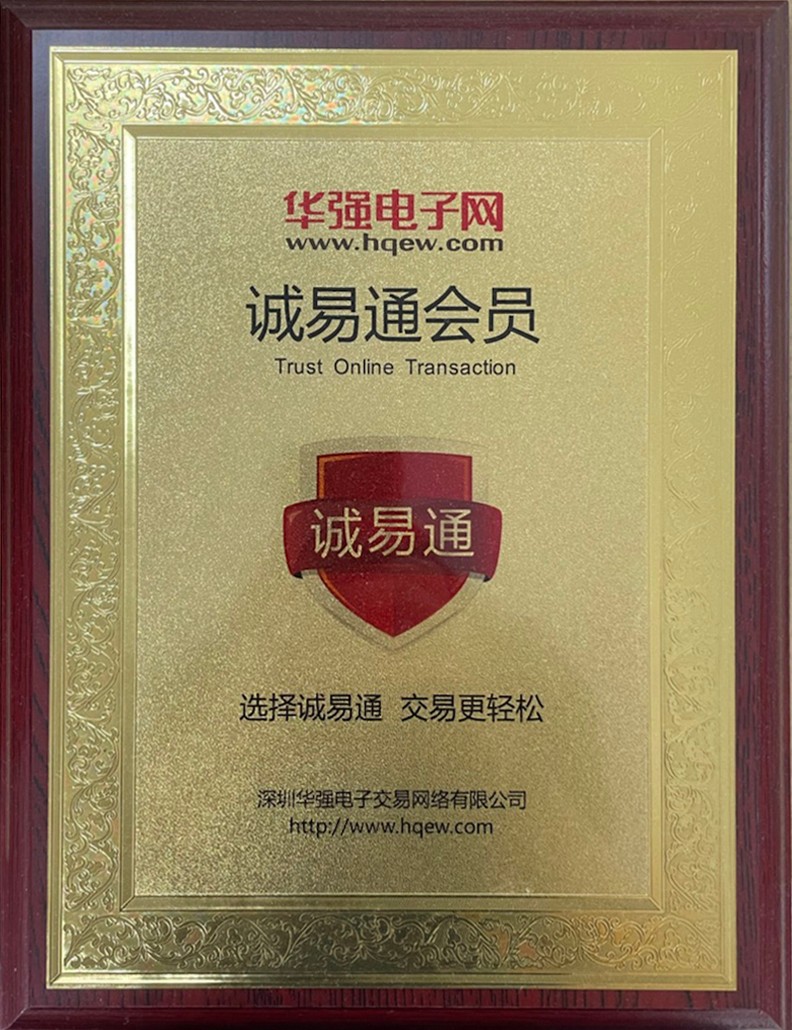 华强电子网
www.hqew.com
诚易通会员
Trust Online Transaction
诚易通
选择诚易通 交易更轻松
深圳华强电子交易网络有限公司
http://www.hqew.com